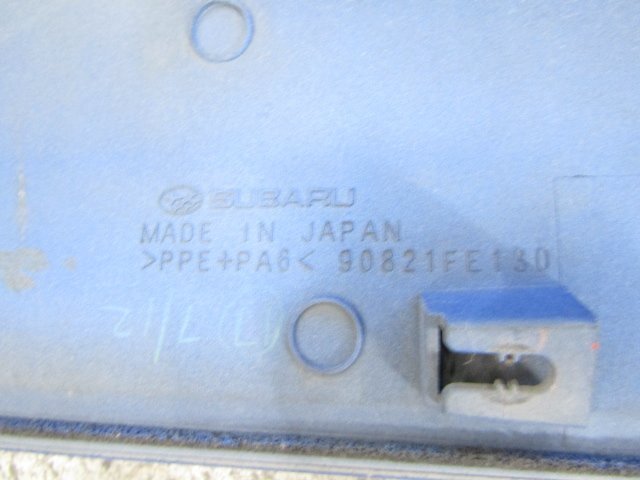 SUBARU
MADE IN JAPAN
>PPE+PA6< 90821FE130